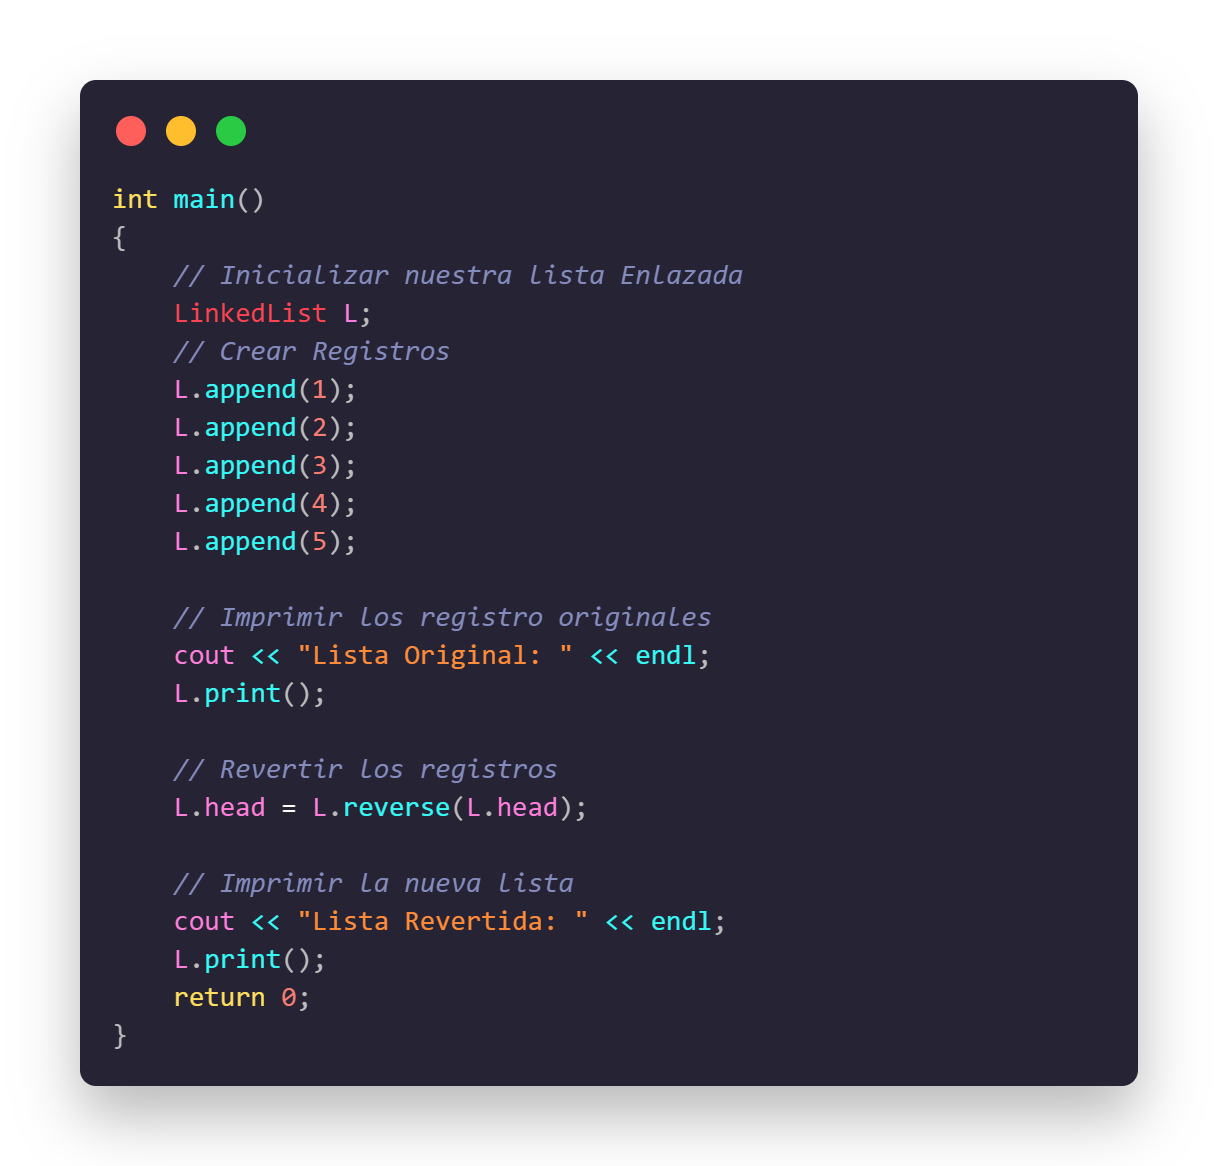 int main()
{
    // Inicializar nuestra lista Enlazada
    LinkedList L;
    // Crear Registros
    L.append(1);
    L.append(2);
    L.append(3);
    L.append(4);
    L.append(5);

    // Imprimir los registro originales
    cout << "Lista Original: " << endl;
    L.print();

    // Revertir los registros
    L.head = L.reverse(L.head);

    // Imprimir la nueva lista
    cout << "Lista Revertida: " << endl;
    L.print();
    return 0;
}